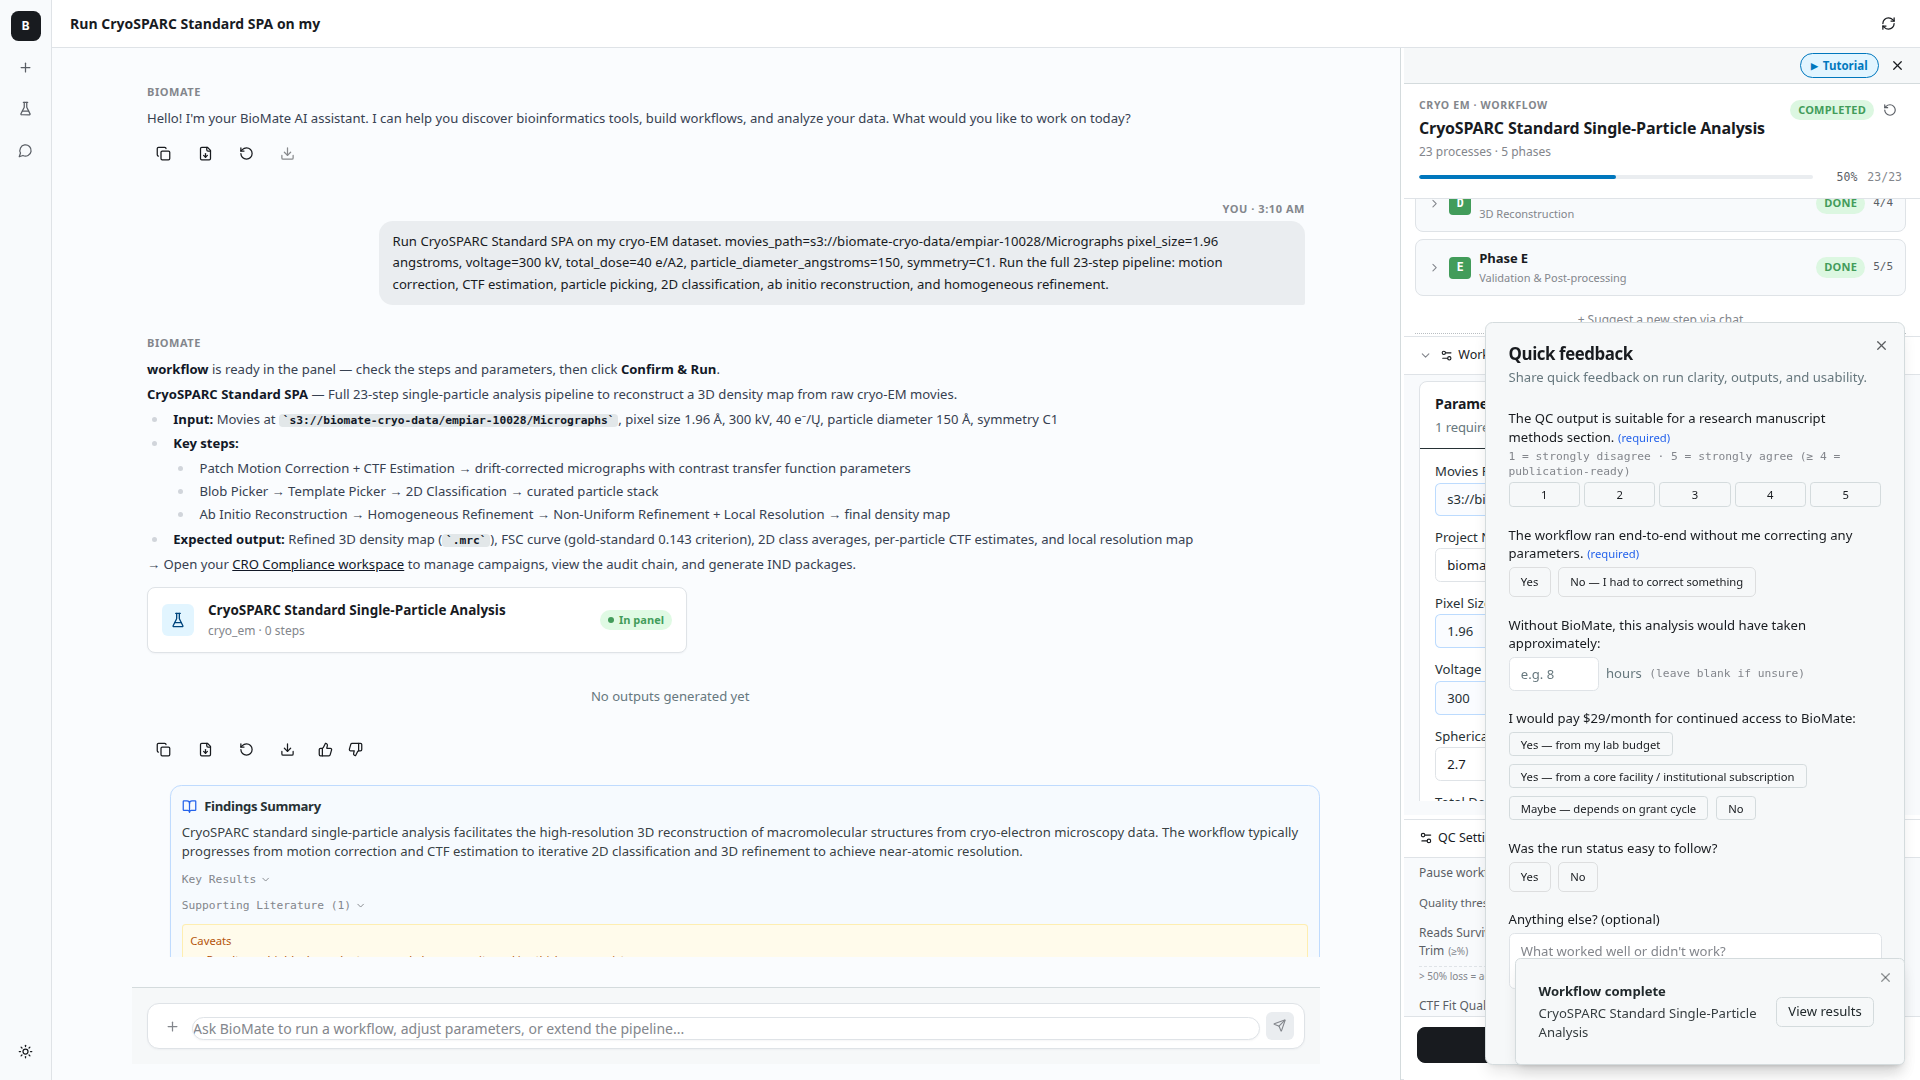 B
Run CryoSPARC Standard SPA on my
BIOMATE
Hello! I'm your BioMate AI assistant. I can help you discover bioinformatics tools, build workflows, and analyze your data. What would you like to work on today?
YOU · 3:10 AM
Run CryoSPARC Standard SPA on my cryo-EM dataset. movies_path=s3://biomate-cryo-data/empiar-10028/Micrographs pixel_size=1.96
angstroms, voltage=300 kV, total_dose=40 e/A2, particle_diameter_angstroms=150, symmetry=C1. Run the full 23-step pipeline: motion
correction, CTF estimation, particle picking, 2D classification, ab initio reconstruction, and homogeneous refinement.
BIOMATE
workflow is ready in the panel — check the steps and parameters, then click Confirm & Run.
CryoSPARC Standard SPA — Full 23-step single-particle analysis pipeline to reconstruct a 3D density map from raw cryo-EM movies.
Input: Movies at `s3://biomate-cryo-data/empiar-10028/Micrographs`, pixel size 1.96 Å, 300 kV, 40 e⁻/Ų, particle diameter 150 Å, symmetry C1
Key steps:
Patch Motion Correction + CTF Estimation → drift-corrected micrographs with contrast transfer function parameters
Blob Picker → Template Picker → 2D Classification → curated particle stack
Ab Initio Reconstruction → Homogeneous Refinement → Non-Uniform Refinement + Local Resolution → final density map
Expected output: Refined 3D density map (`.mrc`), FSC curve (gold-standard 0.143 criterion), 2D class averages, per-particle CTF estimates, and local resolution map
→ Open your CRO Compliance workspace to manage campaigns, view the audit chain, and generate IND packages.
CryoSPARC Standard Single-Particle Analysis
cryo_em · 0 steps
In panel
No outputs generated yet
Findings Summary
CryoSPARC standard single-particle analysis facilitates the high-resolution 3D reconstruction of macromolecular structures from cryo-electron microscopy data. The workflow typically
progresses from motion correction and CTF estimation to iterative 2D classification and 3D refinement to achieve near-atomic resolution.
Key Results
Supporting Literature (1)
Caveats
Ask BioMate to run a workflow, adjust parameters, or extend the pipeline...
Tutorial
CRYO EM · WORKFLOW
COMPLETED
CryoSPARC Standard Single-Particle Analysis
23 processes · 5 phases
50% 23/23
D
3D Reconstruction
DONE 4/4
E
Phase E
Validation & Post-processing
DONE 5/5
+ Suggest a new step via chat
Work
Parame
1 require
Movies F
s3://bi
Project N
bioma
Pixel Siz
1.96
Voltage
300
Spherica
2.7
QC Setti
Pause work
Quality thres
Reads Survi
Trim (≥%)
> 50% loss = a
CTF Fit Qual
Quick feedback
Share quick feedback on run clarity, outputs, and usability.
The QC output is suitable for a research manuscript
methods section. (required)
1 = strongly disagree · 5 = strongly agree (≥ 4 =
publication-ready)
1 2 3 4 5
The workflow ran end-to-end without me correcting any
parameters. (required)
Yes
No — I had to correct something
Without BioMate, this analysis would have taken
approximately:
e.g. 8 hours (leave blank if unsure)
I would pay $29/month for continued access to BioMate:
Yes — from my lab budget
Yes — from a core facility / institutional subscription
Maybe — depends on grant cycle
No
Was the run status easy to follow?
Yes
No
Anything else? (optional)
What worked well or didn't work?
Workflow complete
CryoSPARC Standard Single-Particle
Analysis
View results